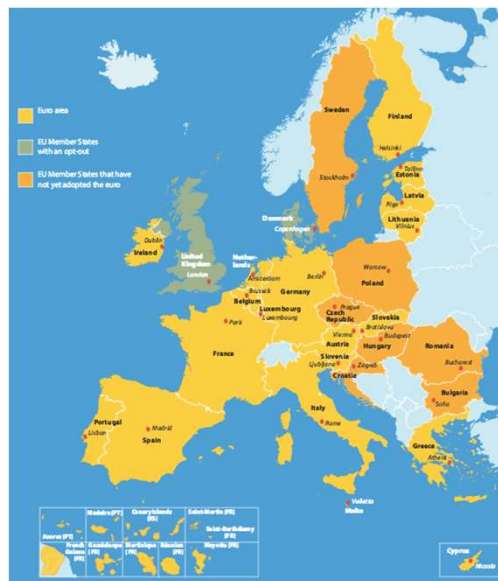 Euro area
EU Member States
with an opt-out
EU Member States that have
not yet adopted the euro
Sweden
Finland
Helsinki
Tallinn
Estonia
Stockholm
Latvia
Riga
Lithuania
Vilnius
Denmark
Copenhagen
Dublin
Ireland
United
Kingdom
London
Nether-
lands
Amsterdam
Berlin
Warsaw
Poland
Brussels
Belgium
Germany
Luxembourg
Luxembourg
Prague
Czech
Republic
Paris
Slovakia
Vienna
Bratislava
Budapest
Austria
Hungary
France
Slovenia
Ljubljana
Zagreb
Croatia
Romania
Bucharest
Bulgaria
Sofia
Italy
Rome
Portugal
Lisbon
Madrid
Spain
Greece
Athens
Valletta
Malta
Azores (PT)
Madeira (PT)
Canary Islands
(ES)
Saint-Martin (FR)
Saint-Barthélemy
(FR)
French
Guiana
(FR)
Guadeloupe
(FR)
Martinique
(FR)
Réunion
(FR)
Mayotte (FR)
Cyprus
Nicosia